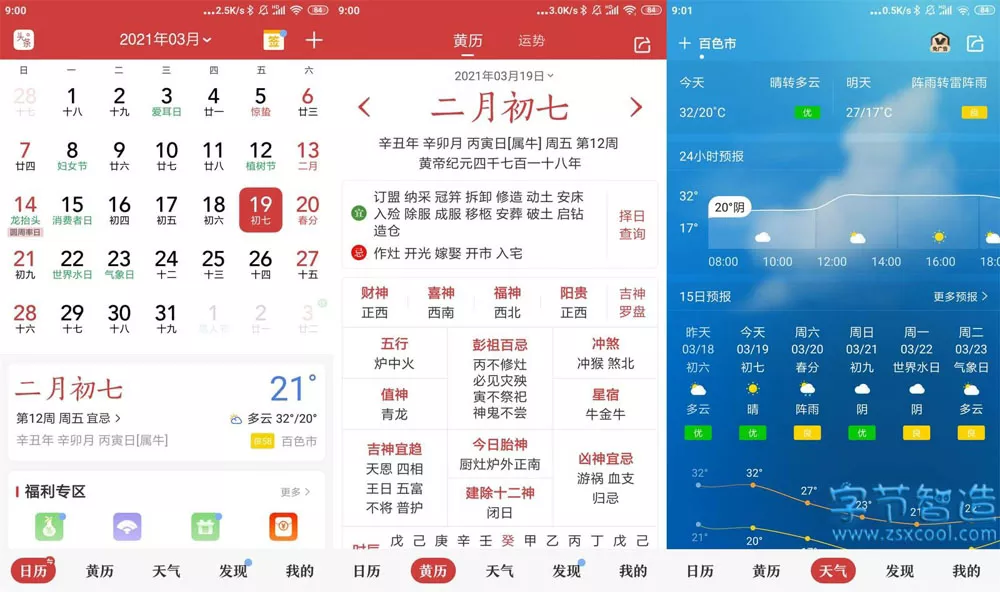 9:00
...2.5K/s
84
头条
2021年03月
签
日 一 二 三 四 五 六
28 1 2 3 4 5 6
十七 十八 十九 爱耳日 廿一 惊蛰 廿三
7 8 9 10 11 12 13
廿四 妇女节 廿六 廿七 廿八 植树节 二月
14 15 16 17 18 19 20
龙抬头 消费者日 初四 初五 初六 初七 春分
圆周率日
21 22 23 24 25 26 27
初九 世界水日 气象日 十二 十三 十四 十五
28 29 30 31 1 2 3
十六 十七 十八 十九 愚人节 廿一 廿二
二月初七
21°
第12周 周五 宜忌 >
多云 32°/20°
辛丑年 辛卯月 丙寅日[属牛]
良58 百色市
福利专区
更多 >
日历 黄历 天气 发现 我的
9:00
...3.0K/s
84
黄历 运势
2021年03月19日
二月初七
辛丑年 辛卯月 丙寅日[属牛] 周五 第12周
黄帝纪元四千七百一十八年
宜
订盟 纳采 冠笄 拆卸 修造 动土 安床
入殓 除服 成服 移柩 安葬 破土 启钻
造仓
忌
作灶 开光 嫁娶 开市 入宅
择日
查询
财神 喜神 福神 阳贵
正西 西南 西北 正西
吉神
罗盘
五行
炉中火
值神
青龙
彭祖百忌
丙不修灶
必见灾殃
寅不祭祀
神鬼不尝
冲煞
冲猴 煞北
星宿
牛金牛
吉神宜趋
天恩 四相
王日 五富
不将 普护
今日胎神
厨灶炉外正南
建除十二神
闭日
凶神宜忌
游祸 血支
归忌
时辰
戊 己 庚 辛 壬 癸 甲 乙 丙 丁 戊 己
日历 黄历 天气 发现 我的
9:01
...0.5K/s
84
百色市
免广告
今天 晴转多云
32/20°C 优
明天 阵雨转雷阵雨
27/17°C 良
24小时预报
32°
17°
20°阴
08:00 10:00 12:00 14:00 16:00 18:0
15日预报
更多预报 >
昨天 今天 周六 周日 周一 周二
03/18 03/19 03/20 03/21 03/22 03/23
初六 初七 春分 初九 世界水日 气象日
多云 晴 阵雨 阴 阴 多云
优 优 良 优 良 良
32° 32° 27° 23° 21°
21° 20°
字节智造
www.zsxcool.com
日历 黄历 天气 发现 我的